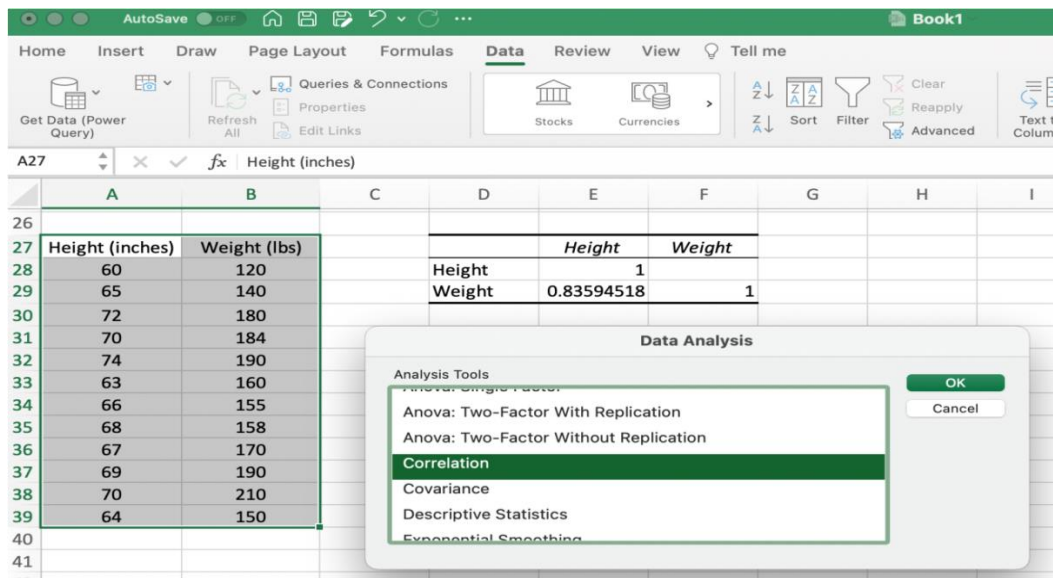 AutoSave OFF ... Book1
Home Insert Draw Page Layout Formulas Data Review View Tell me
Get Data (Power Query)
Refresh All
Queries & Connections
Properties
Edit Links
Stocks Currencies
Sort Filter
Clear
Reapply
Advanced
A27 fx Height (inches)
A B C D E F G H I
26
27 Height (inches) Weight (lbs) Height Weight
28 60 120 Height 1
29 65 140 Weight 0.83594518 1
30 72 180
31 70 184
32 74 190
33 63 160
34 66 155
35 68 158
36 67 170
37 69 190
38 70 210
39 64 150
40
41
Data Analysis
Analysis Tools
Anova: Single Factor
Anova: Two-Factor With Replication
Anova: Two-Factor Without Replication
Correlation
Covariance
Descriptive Statistics
Exponential Smoothing
OK
Cancel